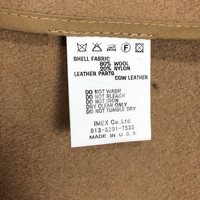 SHELL FABRIC
80% WOOL
20% NYLON
LEATHER PARTS
COW LEATHER
DO NOT WASH
DO NOT BLEACH
DO NOT IRON
DRY CLEAN ONLY
DO NOT TUMBLE DRY
IMEX Co., Ltd.
813-5291-7535
MADE IN U.S.A